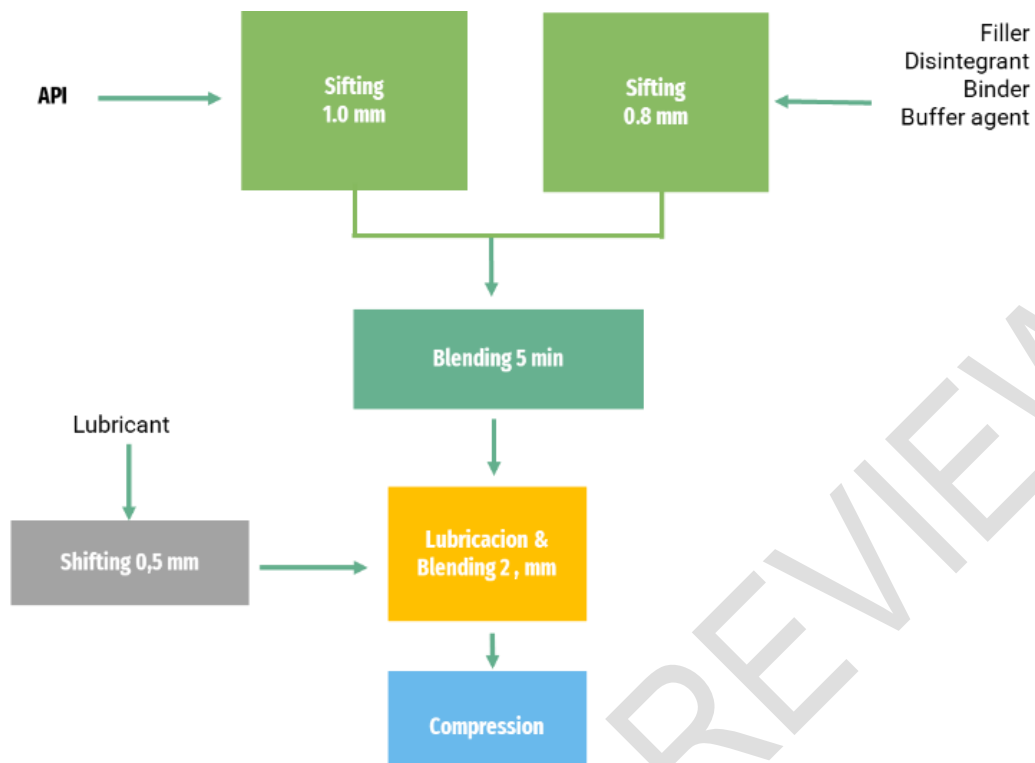 API
Sifting
1.0 mm
Sifting
0.8 mm
Filler
Disintegrant
Binder
Buffer agent
Blending 5 min
Lubricant
Shifting 0,5 mm
Lubricacion &
Blending 2 , mm
Compression
REVIEW